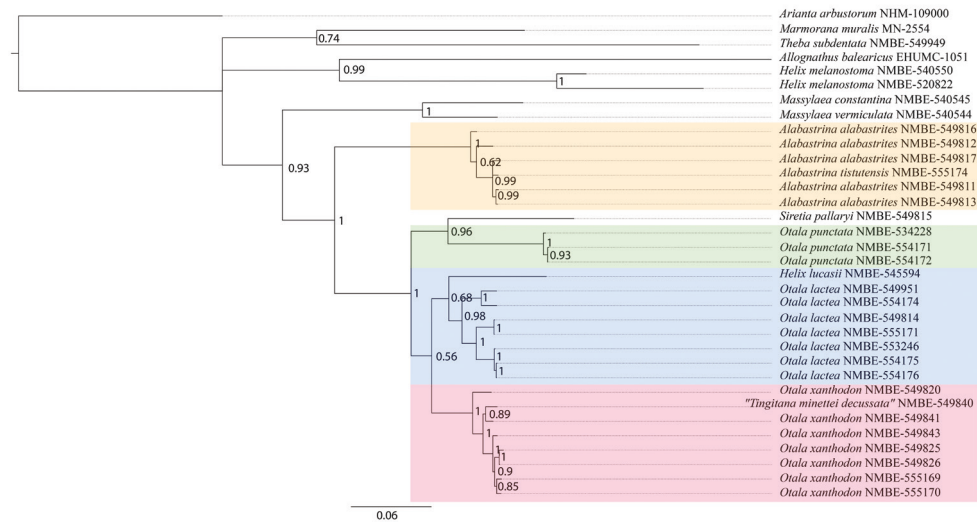 Arianta arbustorum NHM-109000
Marmorana muralis MN-2554
0.74
Theba subdentata NMBE-549949
Allognathus balearicus EHUMC-1051
0.99
Helix melanostoma NMBE-540550
1
Helix melanostoma NMBE-520822
Massylaea constantina NMBE-540545
1
Massylaea vermiculata NMBE-540544
Alabastrina alabastrites NMBE-549816
1
Alabastrina alabastrites NMBE-549812
0.62
Alabastrina alabastrites NMBE-549817
0.93
Alabastrina tistutensis NMBE-555174
0.99
Alabastrina alabastrites NMBE-549811
0.99
Alabastrina alabastrites NMBE-549813
1
Siretia pallaryi NMBE-549815
0.96
Otala punctata NMBE-534228
1
Otala punctata NMBE-554171
0.93
Otala punctata NMBE-554172
Helix lucasii NMBE-545594
1
0.68
Otala lactea NMBE-549951
1
Otala lactea NMBE-554174
0.98
Otala lactea NMBE-549814
1
Otala lactea NMBE-555171
1
Otala lactea NMBE-553246
0.56
1
Otala lactea NMBE-554175
1
Otala lactea NMBE-554176
Otala xanthodon NMBE-549820
1
"Tingitana minettei decussata" NMBE-549840
0.89
Otala xanthodon NMBE-549841
1
Otala xanthodon NMBE-549843
1
Otala xanthodon NMBE-549825
1
Otala xanthodon NMBE-549826
0.9
Otala xanthodon NMBE-555169
0.85
Otala xanthodon NMBE-555170
0.06